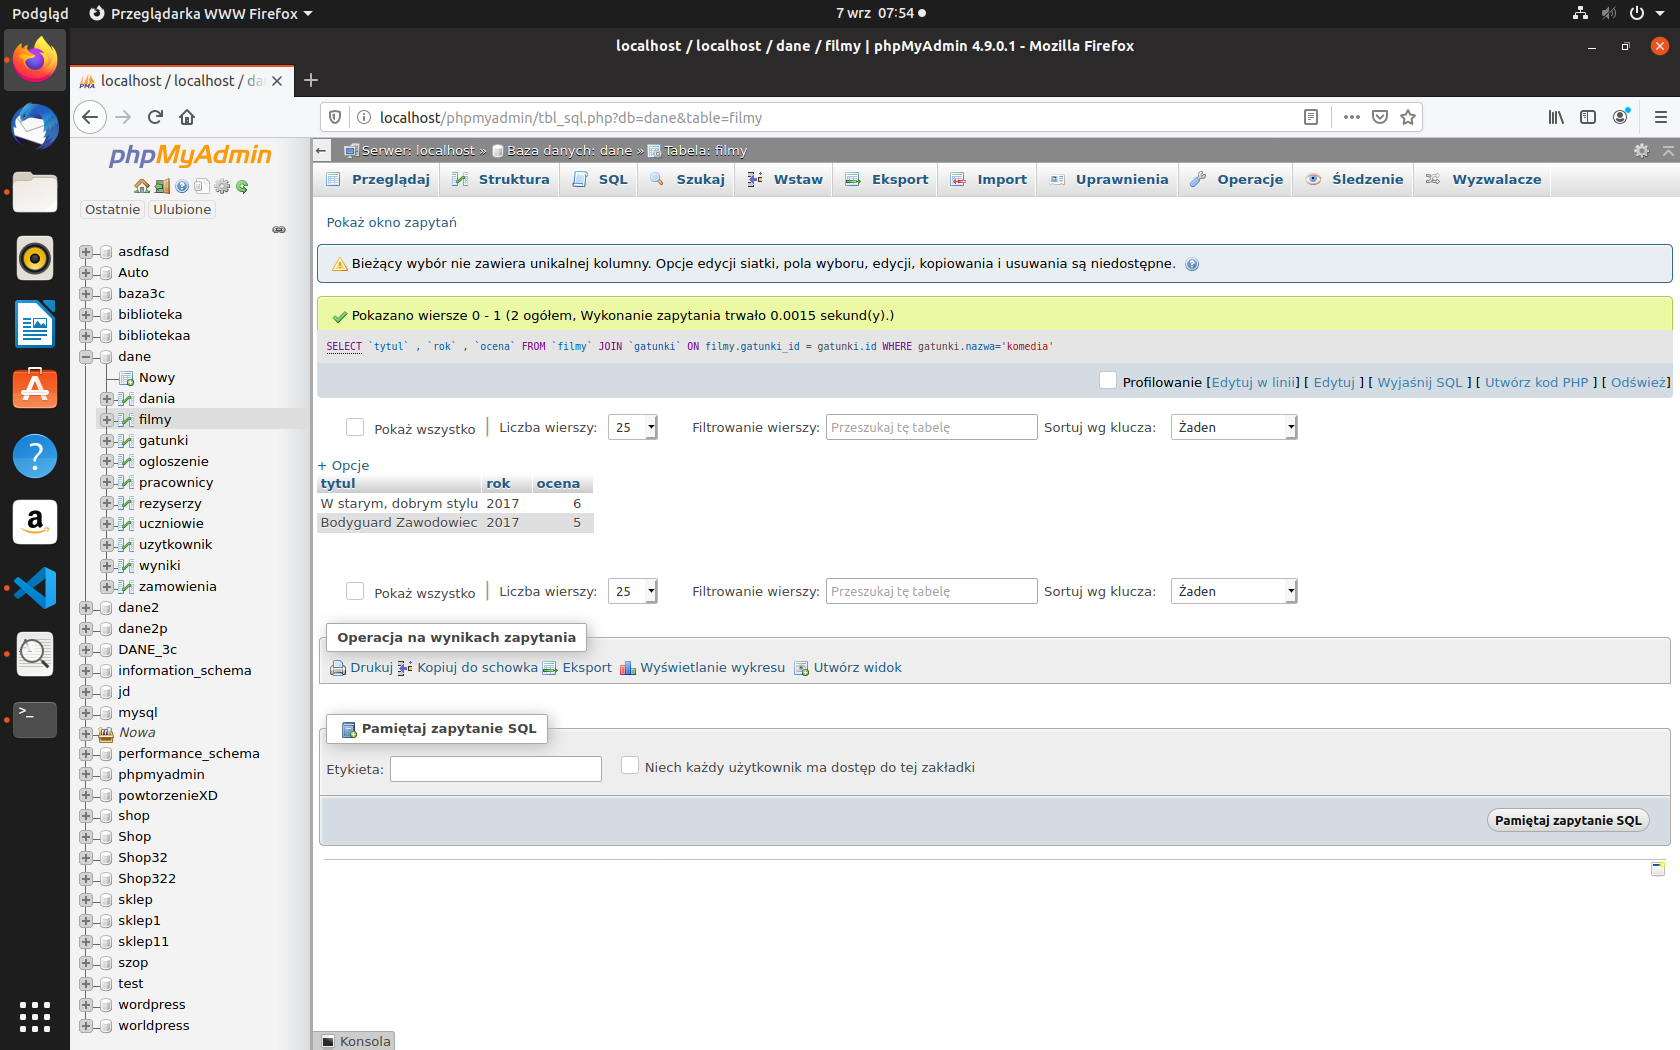 Podgląd Przeglądarka WWW Firefox 7 wrz 07:54
localhost / localhost / dane / filmy | phpMyAdmin 4.9.0.1 - Mozilla Firefox
localhost / localhost / da
localhost/phpmyadmin/tbl_sql.php?db=dane&table=filmy
phpMyAdmin
Ostatnie Ulubione
asdfasd
Auto
baza3c
biblioteka
bibliotekaa
dane
Nowy
dania
filmy
gatunki
ogloszenie
pracownicy
rezyserzy
uczniowie
uzytkownik
wyniki
zamowienia
dane2
dane2p
DANE_3c
information_schema
jd
mysql
Nowa
performance_schema
phpmyadmin
powtorzenieXD
shop
Shop
Shop32
Shop322
sklep
sklep1
sklep11
szop
test
wordpress
worldpress
Serwer: localhost » Baza danych: dane » Tabela: filmy
Przeglądaj Struktura SQL Szukaj Wstaw Eksport Import Uprawnienia Operacje Śledzenie Wyzwalacze
Pokaż okno zapytań
Bieżący wybór nie zawiera unikalnej kolumny. Opcje edycji siatki, pola wyboru, edycji, kopiowania i usuwania są niedostępne.
Pokazano wiersze 0 - 1 (2 ogółem, Wykonanie zapytania trwało 0.0015 sekund(y).)
SELECT `tytul` , `rok` , `ocena` FROM `filmy` JOIN `gatunki` ON filmy.gatunki_id = gatunki.id WHERE gatunki.nazwa='komedia'
Profilowanie [Edytuj w linii] [ Edytuj ] [ Wyjaśnij SQL ] [ Utwórz kod PHP ] [ Odśwież]
Pokaż wszystko | Liczba wierszy: 25 Filtrowanie wierszy: Przeszukaj tę tabelę Sortuj wg klucza: Żaden
+ Opcje
tytul rok ocena
W starym, dobrym stylu 2017 6
Bodyguard Zawodowiec 2017 5
Pokaż wszystko | Liczba wierszy: 25 Filtrowanie wierszy: Przeszukaj tę tabelę Sortuj wg klucza: Żaden
Operacja na wynikach zapytania
Drukuj Kopiuj do schowka Eksport Wyświetlanie wykresu Utwórz widok
Pamiętaj zapytanie SQL
Etykieta: Niech każdy użytkownik ma dostęp do tej zakładki
Pamiętaj zapytanie SQL
Konsola